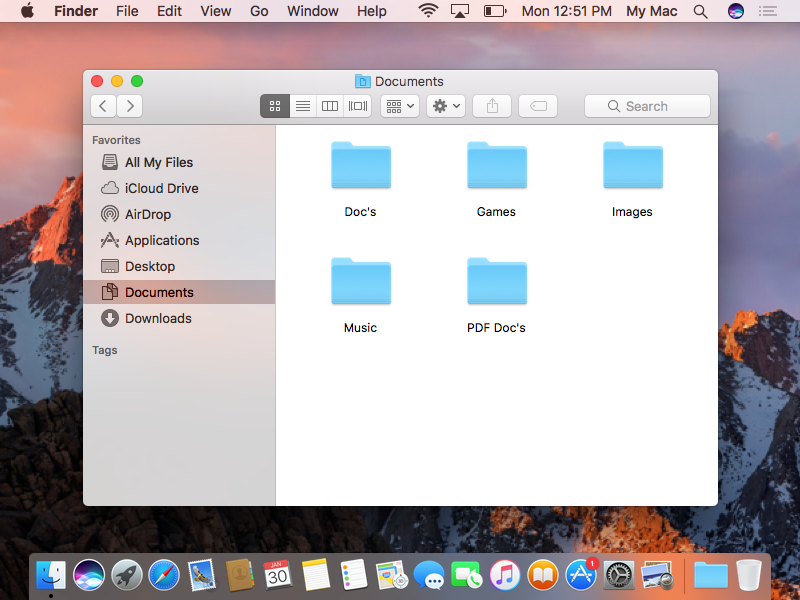 Finder File Edit View Go Window Help Mon 12:51 PM My Mac
Documents
Search
Favorites
All My Files
iCloud Drive
AirDrop
Applications
Desktop
Documents
Downloads
Tags
Doc's Games Images
Music PDF Doc's
JAN
30
1